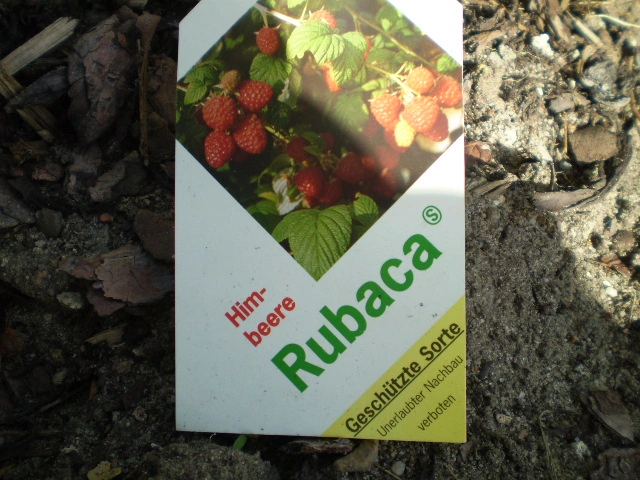 Him-
beere
Rubaca Ⓢ
Geschützte Sorte
Unerlaubter Nachbau
verboten